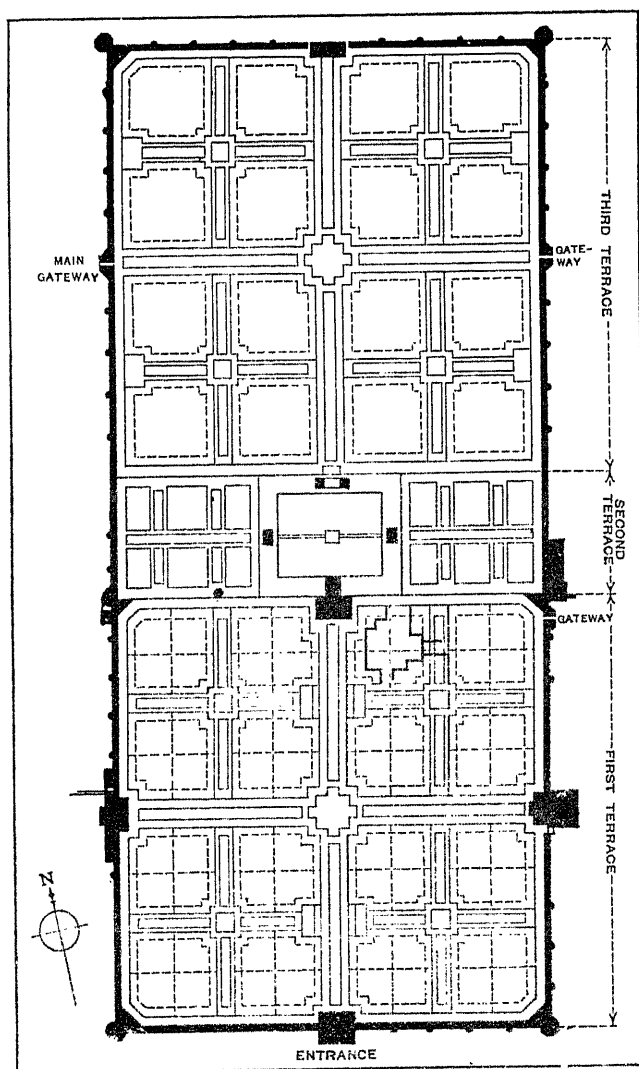 THIRD TERRACE
MAIN
GATEWAY
GATE-
WAY
SECOND
TERRACE
GATEWAY
FIRST TERRACE
N
ENTRANCE